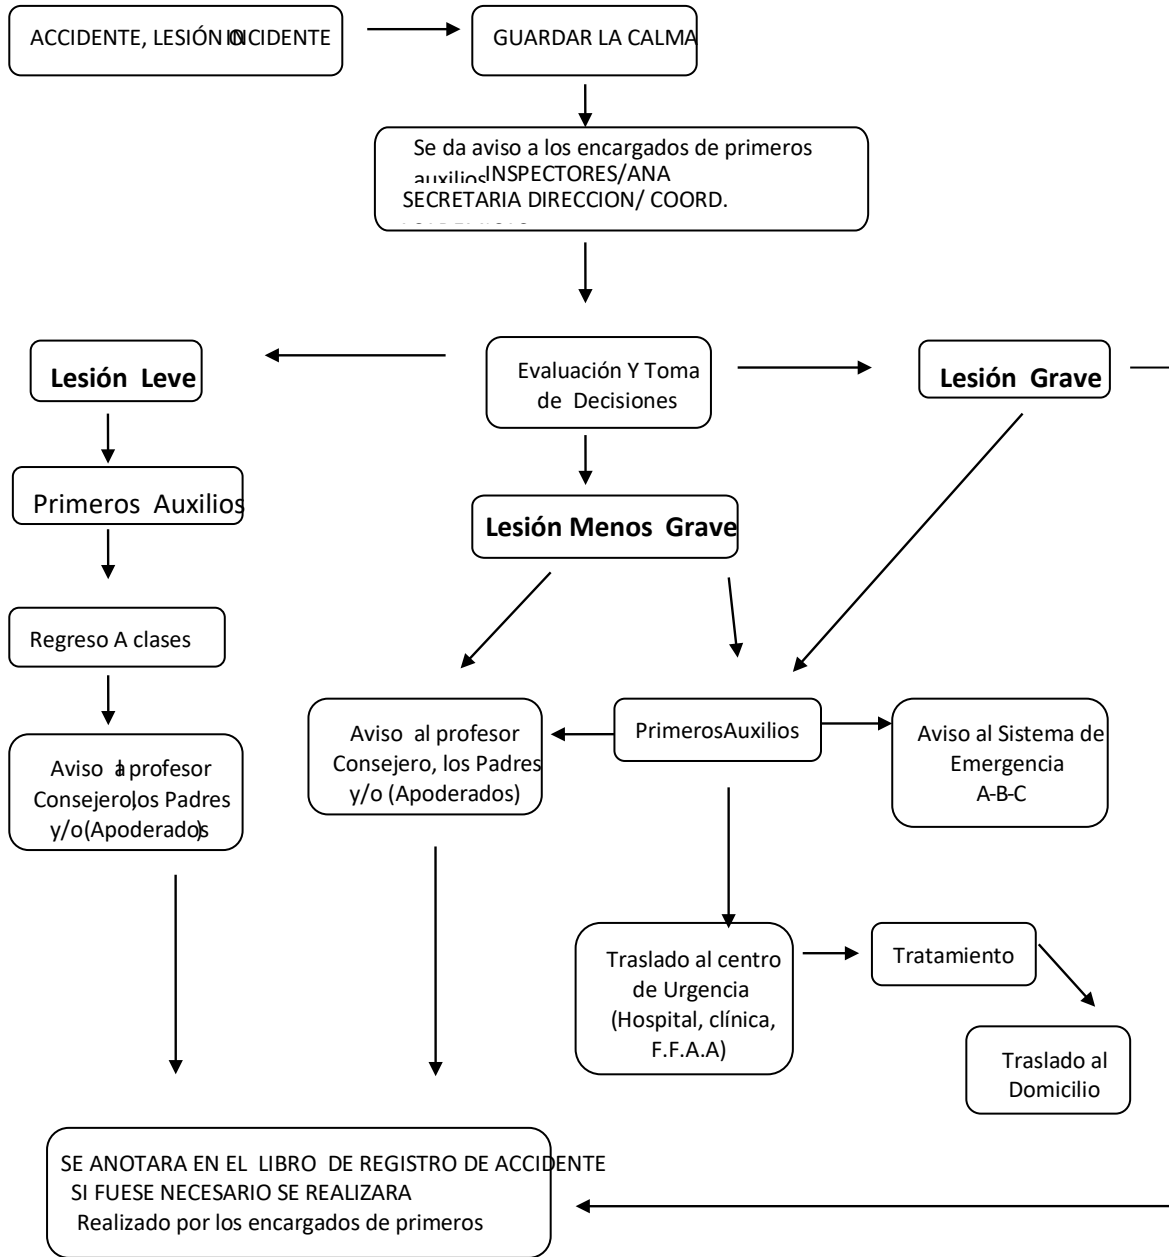 ACCIDENTE, LESIÓN O INCIDENTE
GUARDAR LA CALMA
Se da aviso a los encargados de primeros
auxilios INSPECTORES/ANA
SECRETARIA DIRECCION/ COORD.
Lesión Leve
Evaluación Y Toma
de Decisiones
Lesión Grave
Primeros Auxilios
Lesión Menos Grave
Regreso A clases
Aviso al profesor
Consejero, los Padres
y/o (Apoderados)
Aviso al profesor
Consejero, los Padres
y/o (Apoderados)
PrimerosAuxilios
Aviso al Sistema de
Emergencia
A-B-C
Traslado al centro
de Urgencia
(Hospital, clínica,
F.F.A.A)
Tratamiento
Traslado al
Domicilio
SE ANOTARA EN EL LIBRO DE REGISTRO DE ACCIDENTE
SI FUESE NECESARIO SE REALIZARA
Realizado por los encargados de primeros